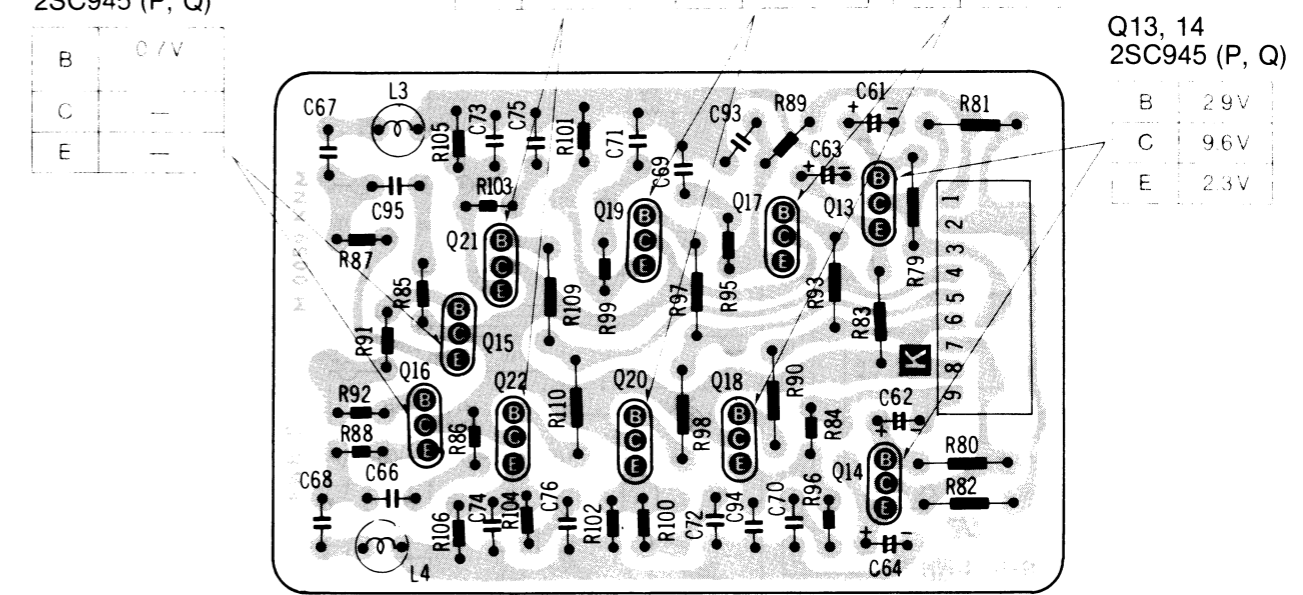 2SC945 (P, Q)
B 0.7V
C —
E —
Q13, 14
2SC945 (P, Q)
B 2.9V
C 9.6V
E 2.3V
C67
L3
R105
C73
C75
R101
C71
C69
C93
R89
C61
+ −
R81
C63
+ −
C95
R103
Q19
B
C
E
Q17
B
C
E
Q13
B
C
E
R79
R87
Q21
B
C
E
R85
R109
R99
R97
R95
R93
R83
1 2 3 4 5 6 7 8 9
K
R91
Q15
B
C
E
Q16
B
C
E
Q22
B
C
E
R110
Q20
B
C
E
R98
Q18
B
C
E
R90
R84
C62
+ −
R92
R88
R86
R80
R82
Q14
B
C
E
C68
C66
L4
R106
C74
R104
C76
R102
R100
C72
C94
C70
R96
+ −
C64